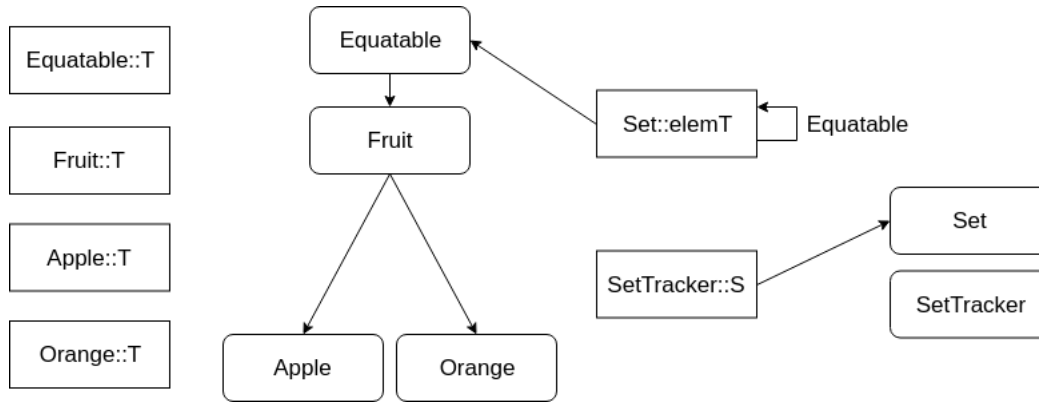 Equatable::T
Fruit::T
Apple::T
Orange::T
Equatable
Fruit
Apple
Orange
Set::elemT
Equatable
SetTracker::S
Set
SetTracker